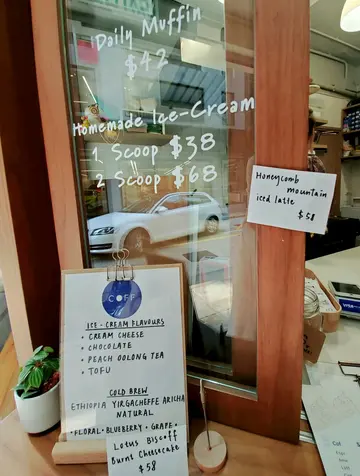 Daily Muffin
$42
Homemade Ice-Cream
1 Scoop $38
2 Scoop $68
Honeycomb
mountain
iced latte
$58
COFF
ICE-CREAM FLAVOURS
• CREAM CHEESE
• CHOCOLATE
• PEACH OOLONG TEA
• TOFU
COLD BREW
ETHIOPIA YIRGACHEFFE ARICHA
NATURAL
• FLORAL • BLUEBERRY • GRAPE •
Lotus Biscoff
Burnt Cheesecake
$58